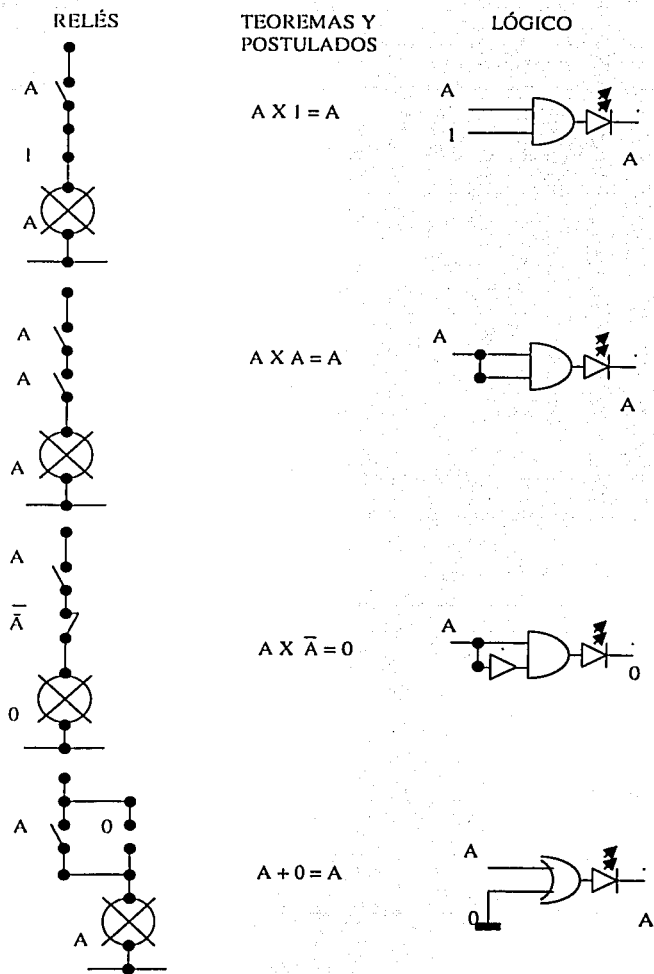 RELÉS
TEOREMAS Y
POSTULADOS
LÓGICO
A
1
A
A X 1 = A
A
1
A
A
A
A
A X A = A
A
A
A
A̅
0
A X A̅ = 0
A
0
A
0
A
A + 0 = A
A
0
A